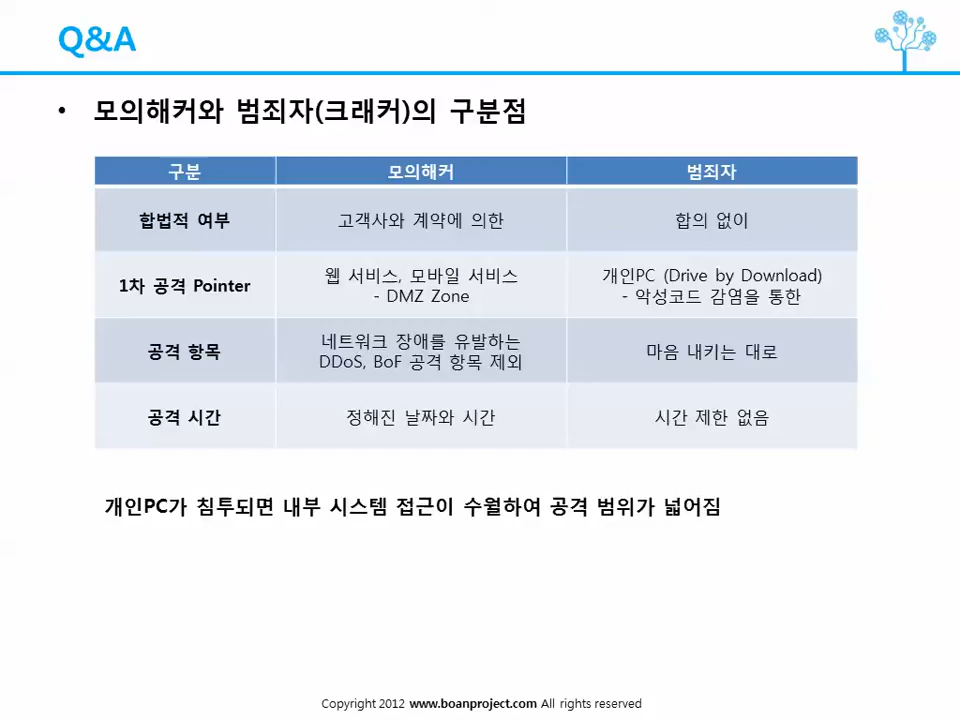 Q&A
• 모의해커와 범죄자(크래커)의 구분점
구분 모의해커 범죄자
합법적 여부 고객사와 계약에 의한 합의 없이
1차 공격 Pointer 웹 서비스, 모바일 서비스
- DMZ Zone 개인PC (Drive by Download)
- 악성코드 감염을 통한
공격 항목 네트워크 장애를 유발하는
DDoS, BoF 공격 항목 제외 마음 내키는 대로
공격 시간 정해진 날짜와 시간 시간 제한 없음
개인PC가 침투되면 내부 시스템 접근이 수월하여 공격 범위가 넓어짐
Copyright 2012 www.boanproject.com All rights reserved